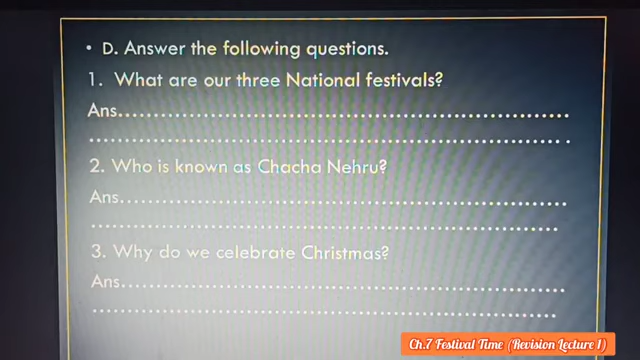 • D. Answer the following questions.
1. What are our three National festivals?
Ans.......................................................................
........................................................................... .
2. Who is known as Chacha Nehru?
Ans.......................................................................
.........................................................................
3. Why do we celebrate Christmas?
Ans.......................................................................
.........................................................................
Ch.7 Festival Time (Revision Lecture 1)